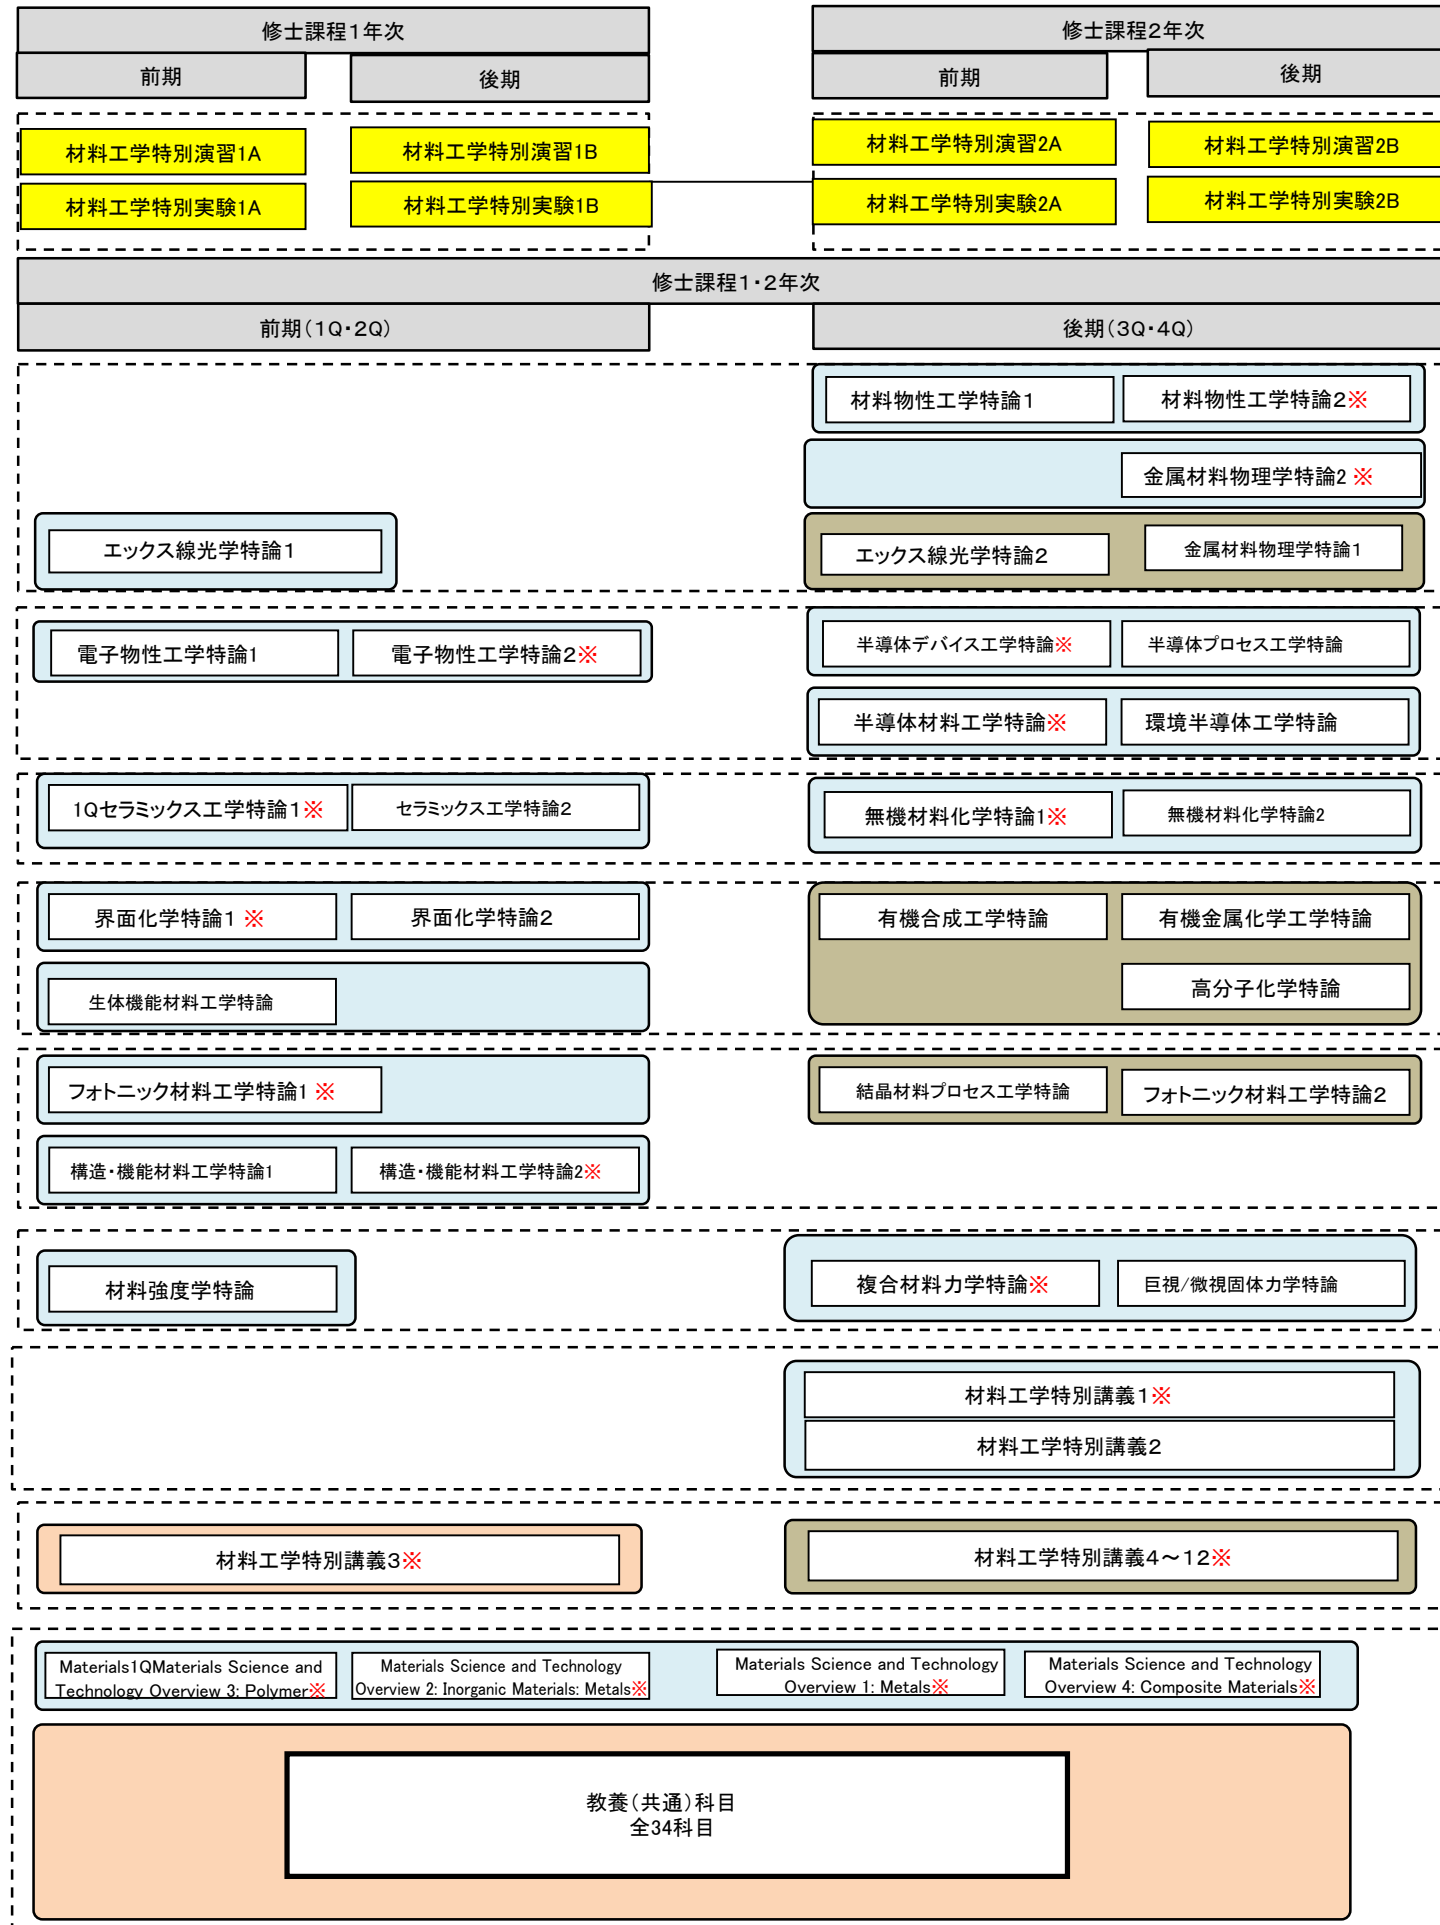 修士課程1年次
修士課程2年次
前期
後期
前期
後期
材料工学特別演習1A
材料工学特別演習1B
材料工学特別演習2A
材料工学特別演習2B
材料工学特別実験1A
材料工学特別実験1B
材料工学特別実験2A
材料工学特別実験2B
修士課程1・2年次
前期（1Q・2Q）
後期（3Q・4Q）
材料物性工学特論1
材料物性工学特論2※
金属材料物理学特論2 ※
エックス線光学特論1
エックス線光学特論2
金属材料物理学特論1
電子物性工学特論1
電子物性工学特論2※
半導体デバイス工学特論※
半導体プロセス工学特論
半導体材料工学特論※
環境半導体工学特論
1Qセラミックス工学特論1※
セラミックス工学特論2
無機材料化学特論1※
無機材料化学特論2
界面化学特論1 ※
界面化学特論2
有機合成工学特論
有機金属化学工学特論
生体機能材料工学特論
高分子化学特論
フォトニック材料工学特論1 ※
結晶材料プロセス工学特論
フォトニック材料工学特論2
構造・機能材料工学特論1
構造・機能材料工学特論2※
材料強度学特論
複合材料力学特論※
巨視/微視固体力学特論
材料工学特別講義1※
材料工学特別講義2
材料工学特別講義3※
材料工学特別講義4～12※
Materials1QMaterials Science and
Technology Overview 3: Polymer※
Materials Science and Technology
Overview 2: Inorganic Materials: Metals※
Materials Science and Technology
Overview 1: Metals※
Materials Science and Technology
Overview 4: Composite Materials※
教養（共通）科目
全34科目